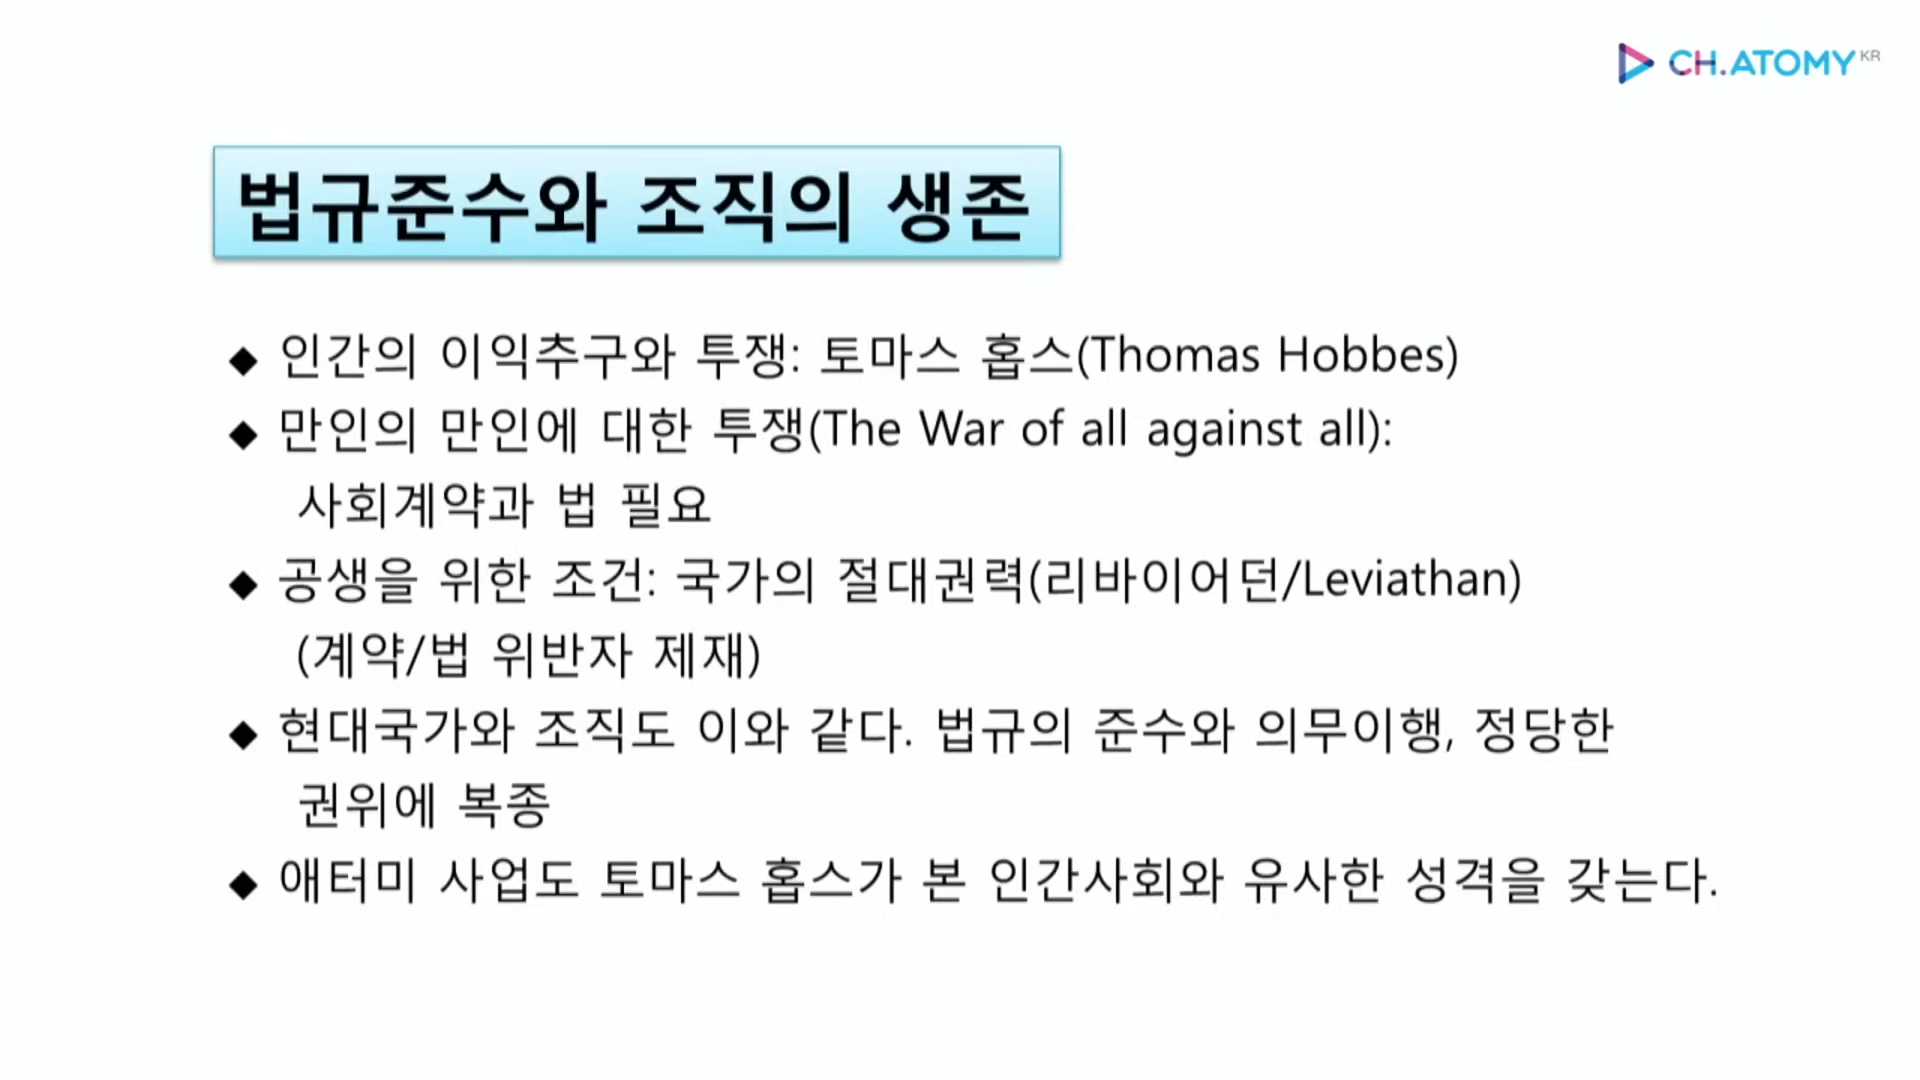 CH.ATOMY KR
법규준수와 조직의 생존
◆ 인간의 이익추구와 투쟁: 토마스 홉스(Thomas Hobbes)
◆ 만인의 만인에 대한 투쟁(The War of all against all):
사회계약과 법 필요
◆ 공생을 위한 조건: 국가의 절대권력(리바이어던/Leviathan)
(계약/법 위반자 제재)
◆ 현대국가와 조직도 이와 같다. 법규의 준수와 의무이행, 정당한
권위에 복종
◆ 애터미 사업도 토마스 홉스가 본 인간사회와 유사한 성격을 갖는다.